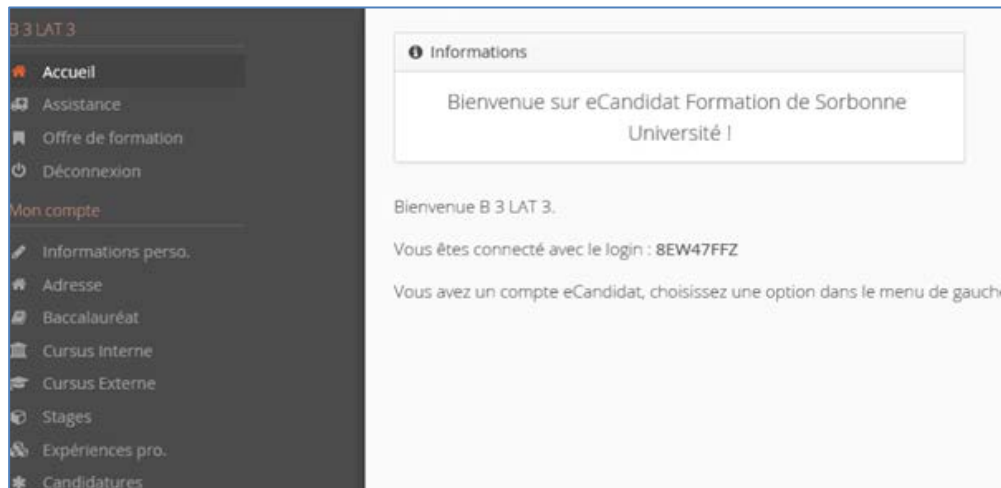 B 3 LAT 3
Accueil
Assistance
Offre de formation
Déconnexion
Mon compte
Informations perso.
Adresse
Baccalauréat
Cursus Interne
Cursus Externe
Stages
Expériences pro.
Candidatures
Informations
Bienvenue sur eCandidat Formation de Sorbonne
Université !
Bienvenue B 3 LAT 3.
Vous êtes connecté avec le login : 8EW47FFZ
Vous avez un compte eCandidat, choisissez une option dans le menu de gauche